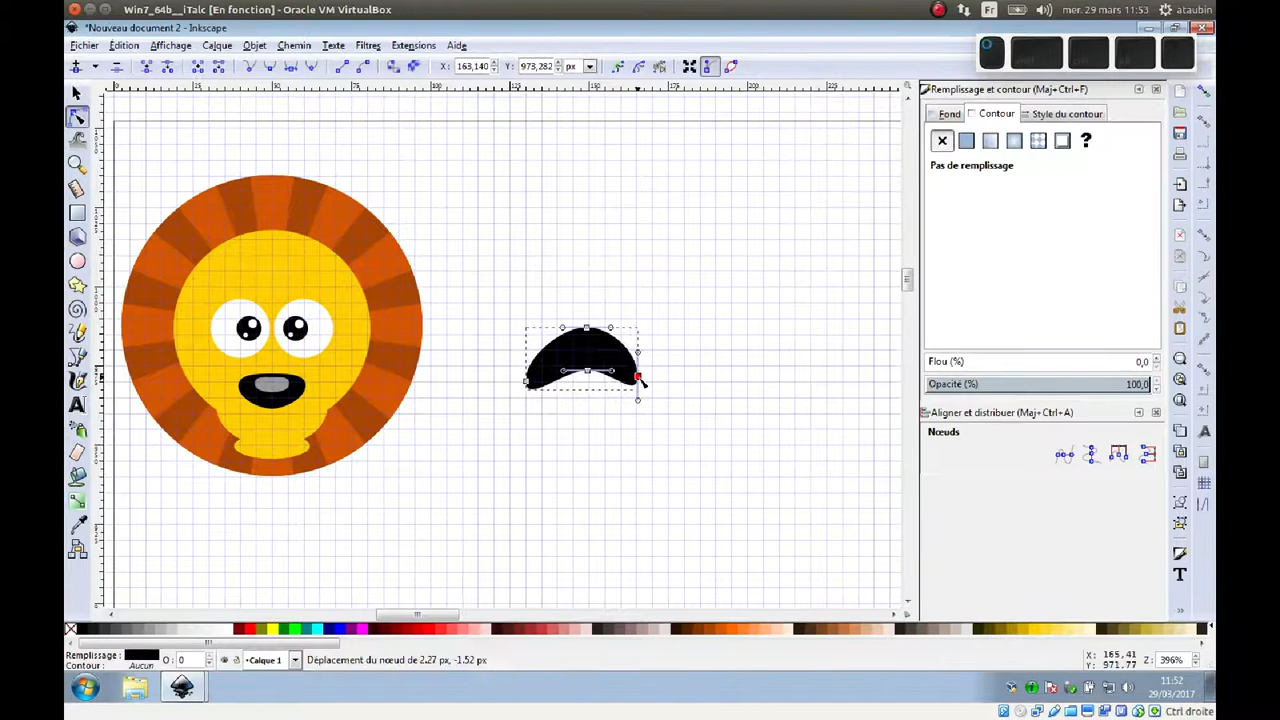 Win7_64b__iTalc [En fonction] - Oracle VM VirtualBox
Fr
mer. 29 mars 11:53
ataubin
*Nouveau document 2 - Inkscape
Fichier Édition Affichage Calque Objet Chemin Texte Filtres Extensions Aide
X: 163,140
973,282
px
Remplissage et contour (Maj+Ctrl+F)
Fond
Contour
Style du contour
?
Pas de remplissage
Flou (%)
0,0
Opacité (%)
100,0
Aligner et distribuer (Maj+Ctrl+A)
Nœuds
Remplissage :
Contour :
Aucun
O: 0
Calque 1
Déplacement du nœud de 2.27 px, -1.52 px
X: 165,41
Y: 971,77
Z: 396%
11:52
29/03/2017
Ctrl droite